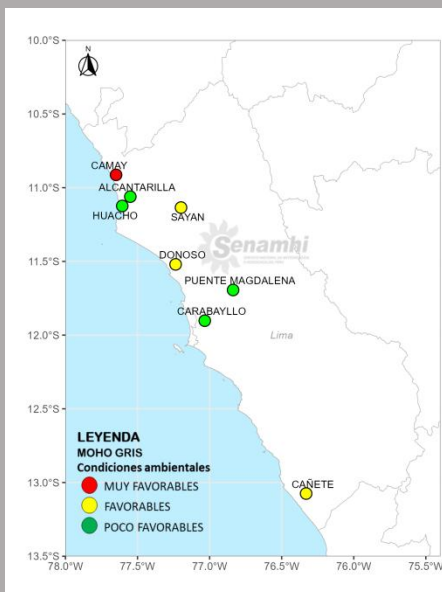 10.0°S
N
10.5°S
CAMAY
11.0°S
ALCANTARILLA
HUACHO
SAYAN
Senamhi
DONOSO
11.5°S
PUENTE MAGDALENA
CARABAYLLO
12.0°S
Lima
12.5°S
LEYENDA
MOHO GRIS
Condiciones ambientales
MUY FAVORABLES
FAVORABLES
POCO FAVORABLES
CAÑETE
13.0°S
13.5°S
78.0°W 77.5°W 77.0°W 76.5°W 76.0°W 75.5°W